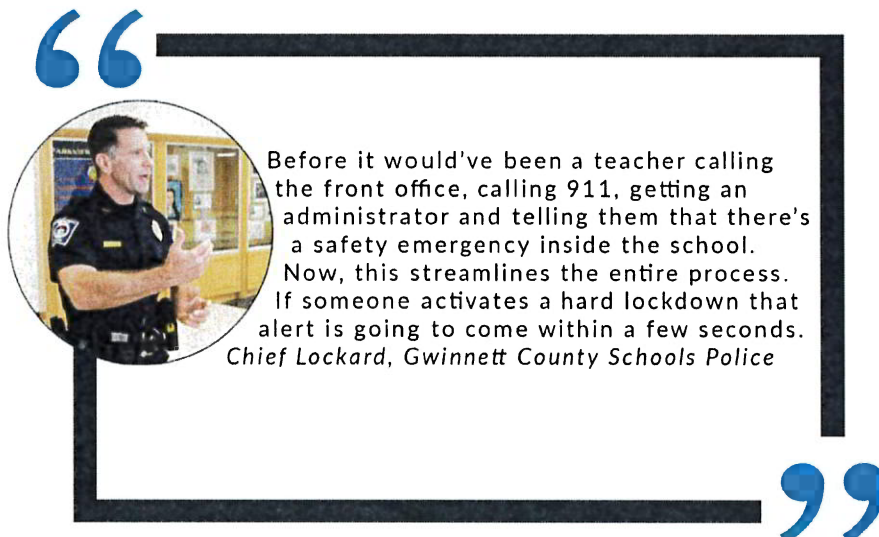 Before it would've been a teacher calling
the front office, calling 911, getting an
administrator and telling them that there's
a safety emergency inside the school.
Now, this streamlines the entire process.
If someone activates a hard lockdown that
alert is going to come within a few seconds.
Chief Lockard, Gwinnett County Schools Police